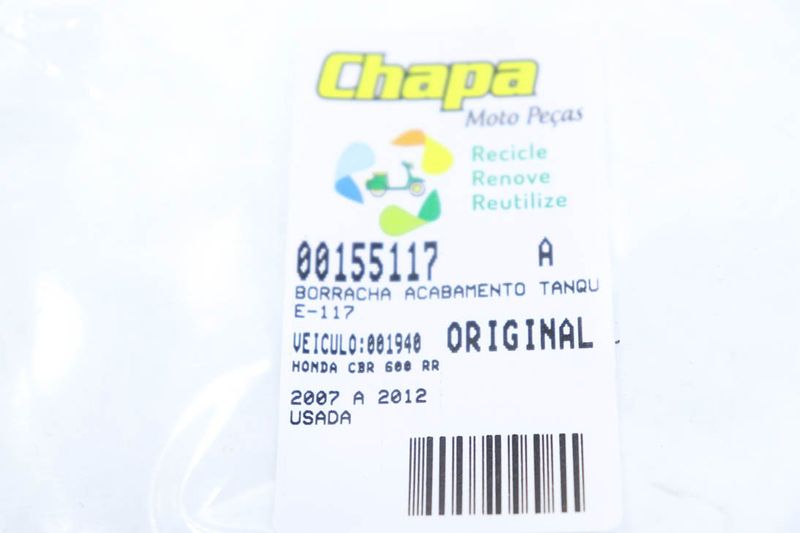 Chapa
Moto Peças
Recicle
Renove
Reutilize
00155117 A
BORRACHA ACABAMENTO TANQU
E-117
VEICULO:001940 ORIGINAL
HONDA CBR 600 RR
2007 A 2012
USADA